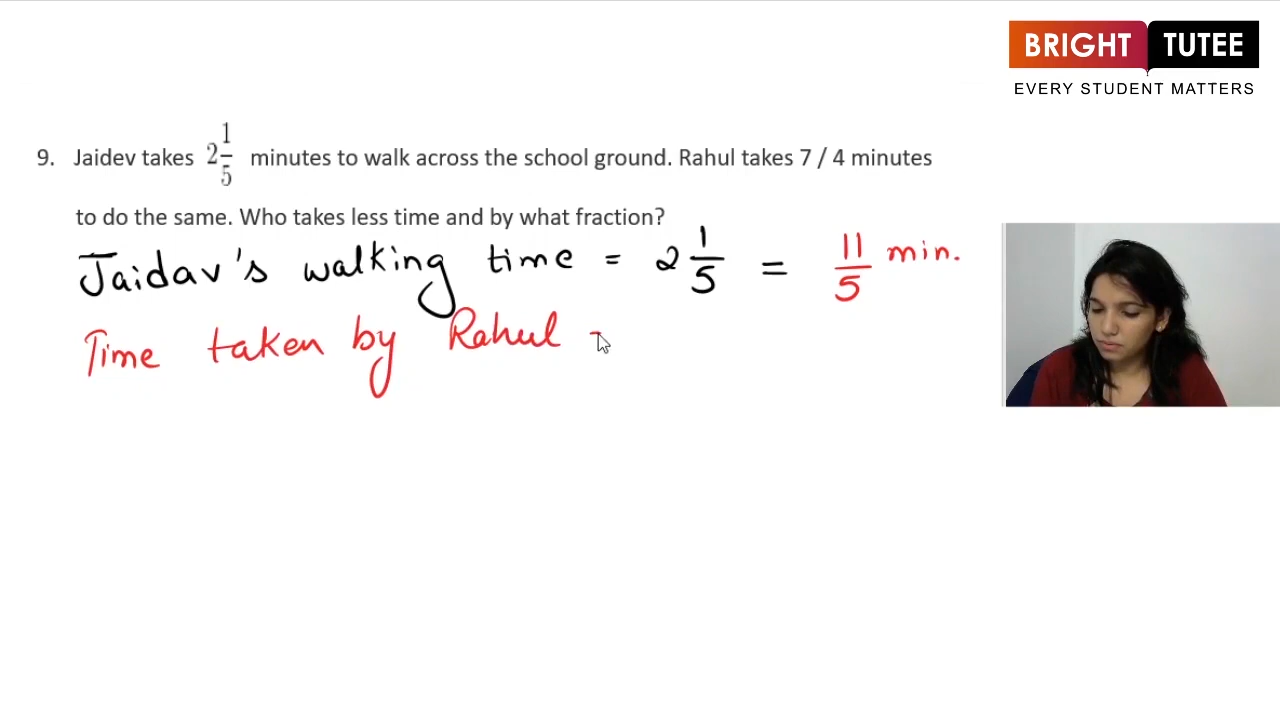 BRIGHT TUTEE
EVERY STUDENT MATTERS
9. Jaidev takes 2 1/5 minutes to walk across the school ground. Rahul takes 7 / 4 minutes
to do the same. Who takes less time and by what fraction?
Jaidav's walking time = 2 1/5 = 11/5 min.
Time taken by Rahul -